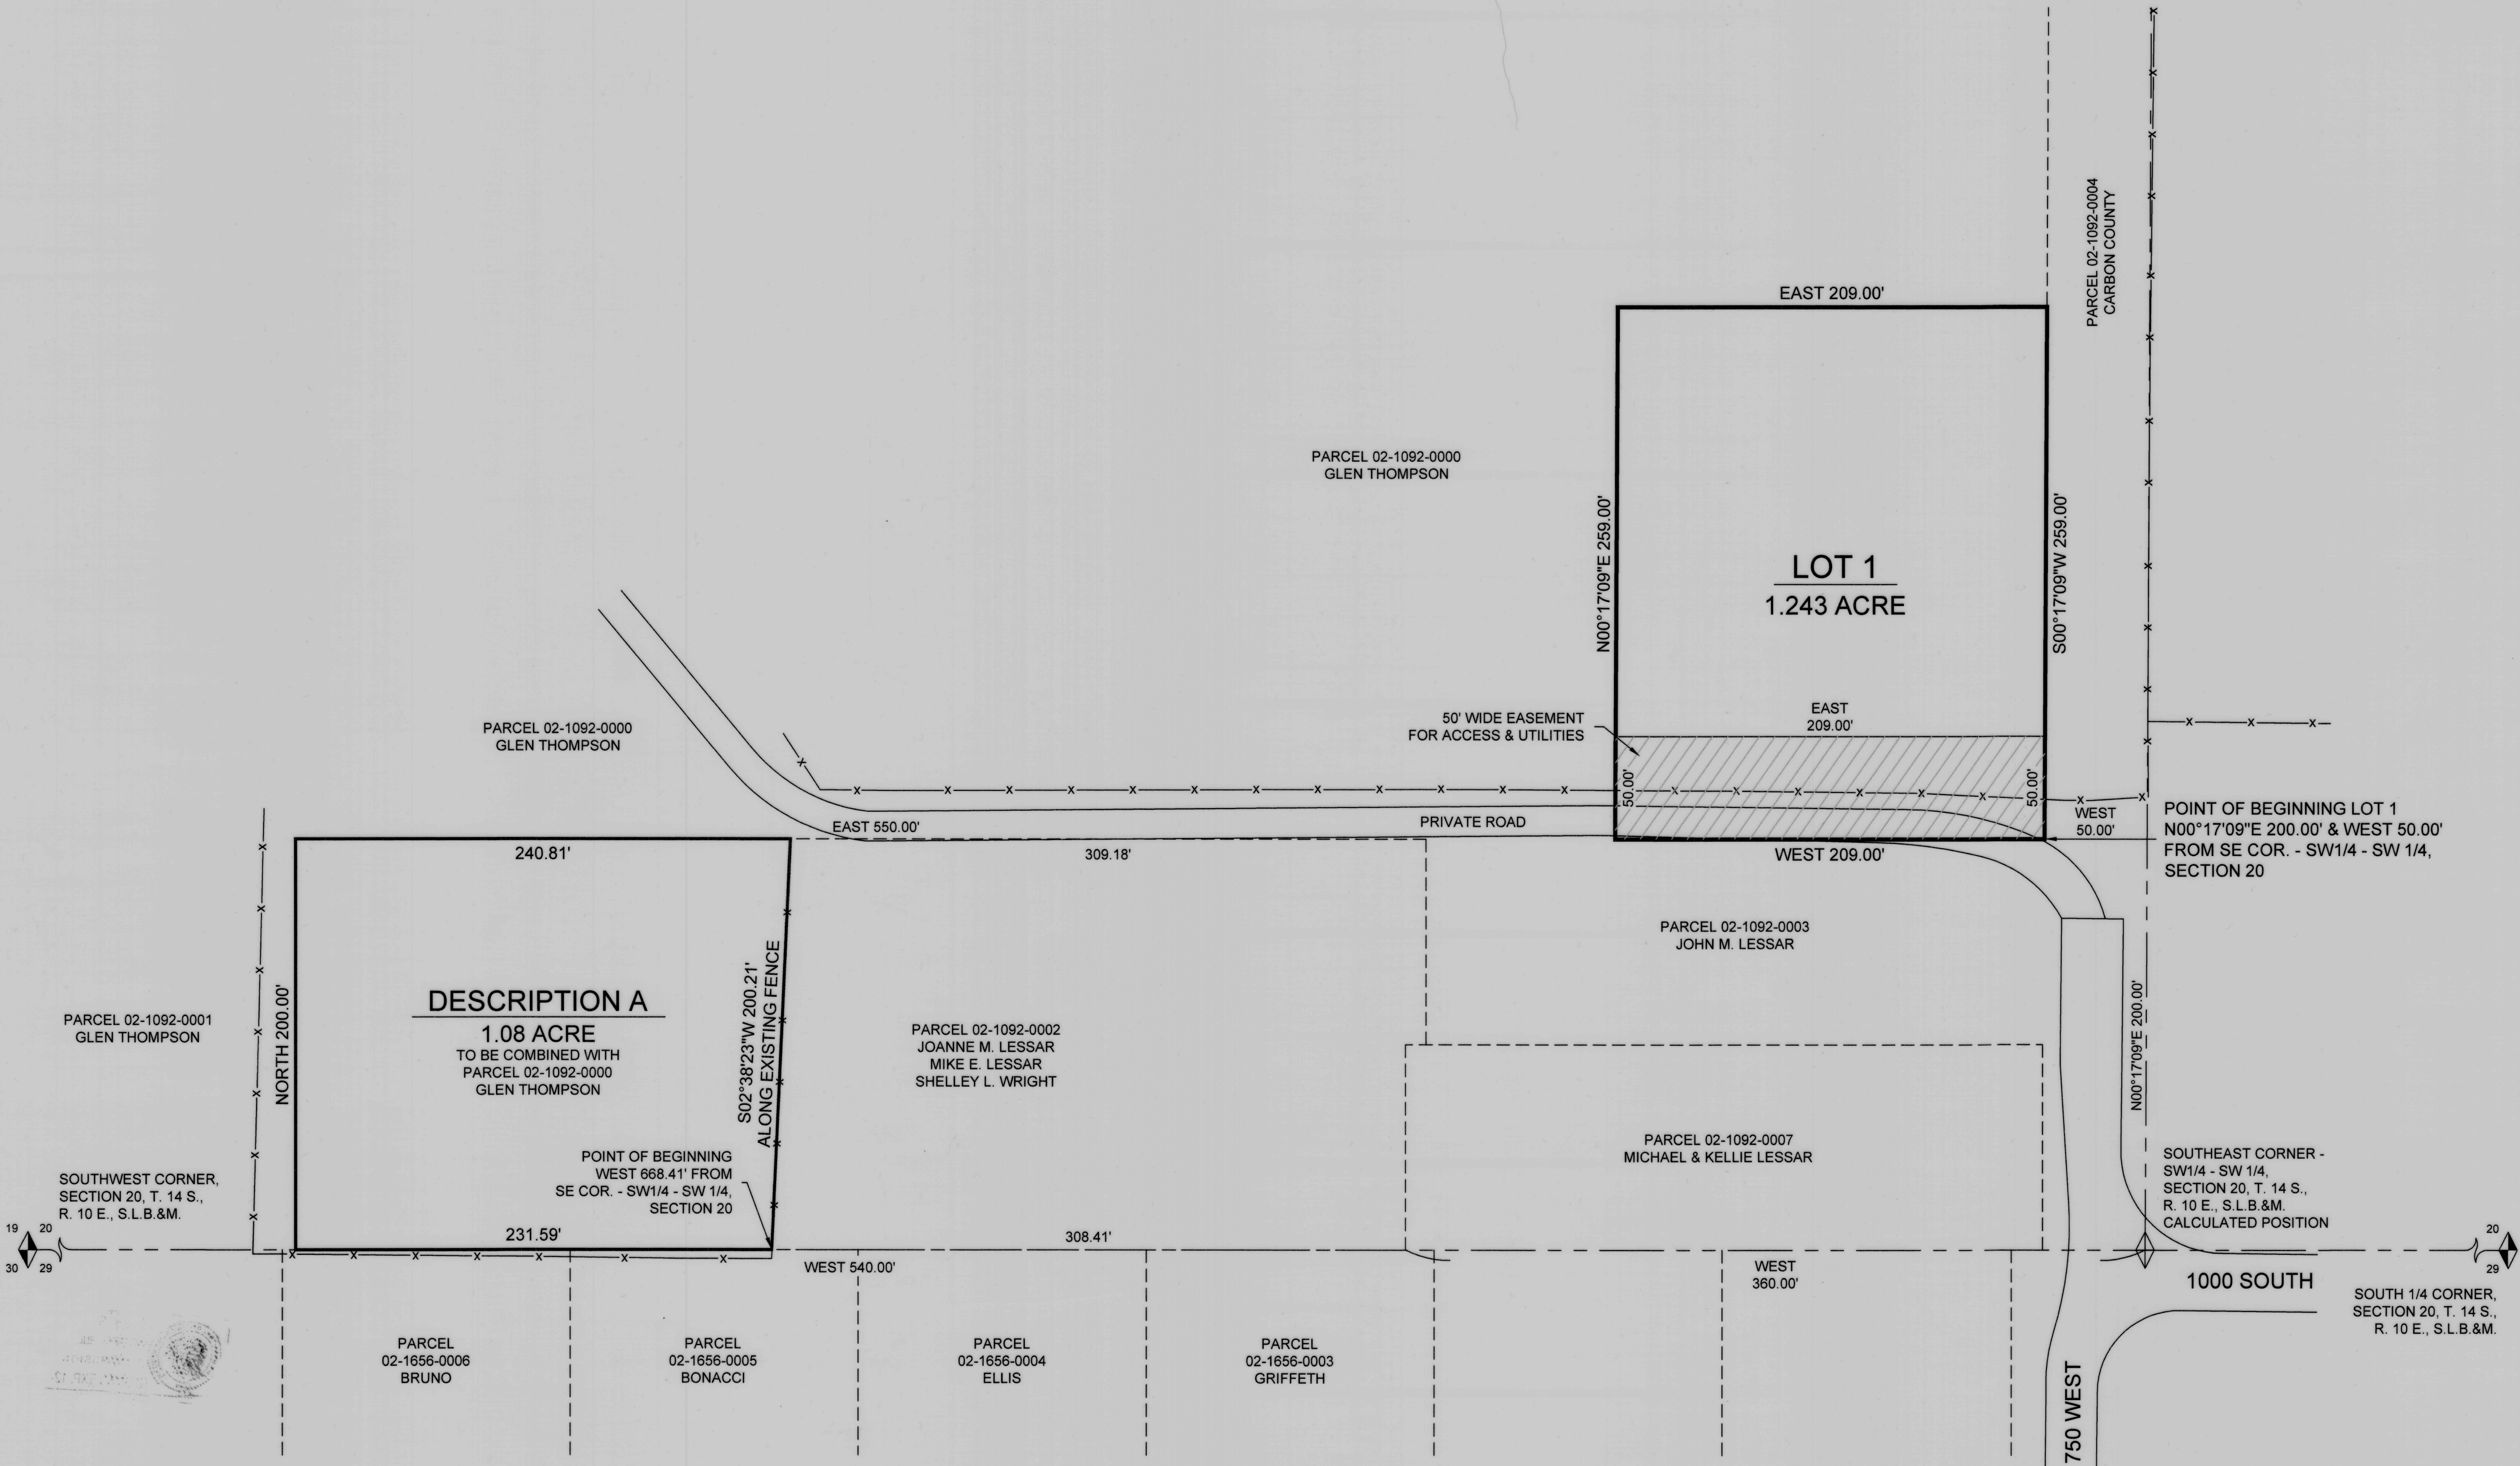 PARCEL 02-1092-0004
CARBON COUNTY
EAST 209.00'
PARCEL 02-1092-0000
GLEN THOMPSON
N00°17'09"E 259.00'
S00°17'09"W 259.00'
LOT 1
1.243 ACRE
50' WIDE EASEMENT
FOR ACCESS & UTILITIES
EAST
209.00'
50.00'
50.00'
PARCEL 02-1092-0000
GLEN THOMPSON
EAST 550.00'
PRIVATE ROAD
WEST
50.00'
POINT OF BEGINNING LOT 1
N00°17'09"E 200.00' & WEST 50.00'
FROM SE COR. - SW1/4 - SW 1/4,
SECTION 20
240.81'
309.18'
WEST 209.00'
PARCEL 02-1092-0003
JOHN M. LESSAR
NORTH 200.00'
DESCRIPTION A
1.08 ACRE
TO BE COMBINED WITH
PARCEL 02-1092-0000
GLEN THOMPSON
S02°38'23"W 200.21'
ALONG EXISTING FENCE
PARCEL 02-1092-0001
GLEN THOMPSON
PARCEL 02-1092-0002
JOANNE M. LESSAR
MIKE E. LESSAR
SHELLEY L. WRIGHT
N00°17'09"E 200.00'
PARCEL 02-1092-0007
MICHAEL & KELLIE LESSAR
POINT OF BEGINNING
WEST 668.41' FROM
SE COR. - SW1/4 - SW 1/4,
SECTION 20
SOUTHWEST CORNER,
SECTION 20, T. 14 S.,
R. 10 E., S.L.B.&M.
SOUTHEAST CORNER -
SW1/4 - SW 1/4,
SECTION 20, T. 14 S.,
R. 10 E., S.L.B.&M.
CALCULATED POSITION
19 20
30 29
231.59'
308.41'
WEST 540.00'
WEST
360.00'
20
29
1000 SOUTH
SOUTH 1/4 CORNER,
SECTION 20, T. 14 S.,
R. 10 E., S.L.B.&M.
PARCEL
02-1656-0006
BRUNO
PARCEL
02-1656-0005
BONACCI
PARCEL
02-1656-0004
ELLIS
PARCEL
02-1656-0003
GRIFFETH
750 WEST